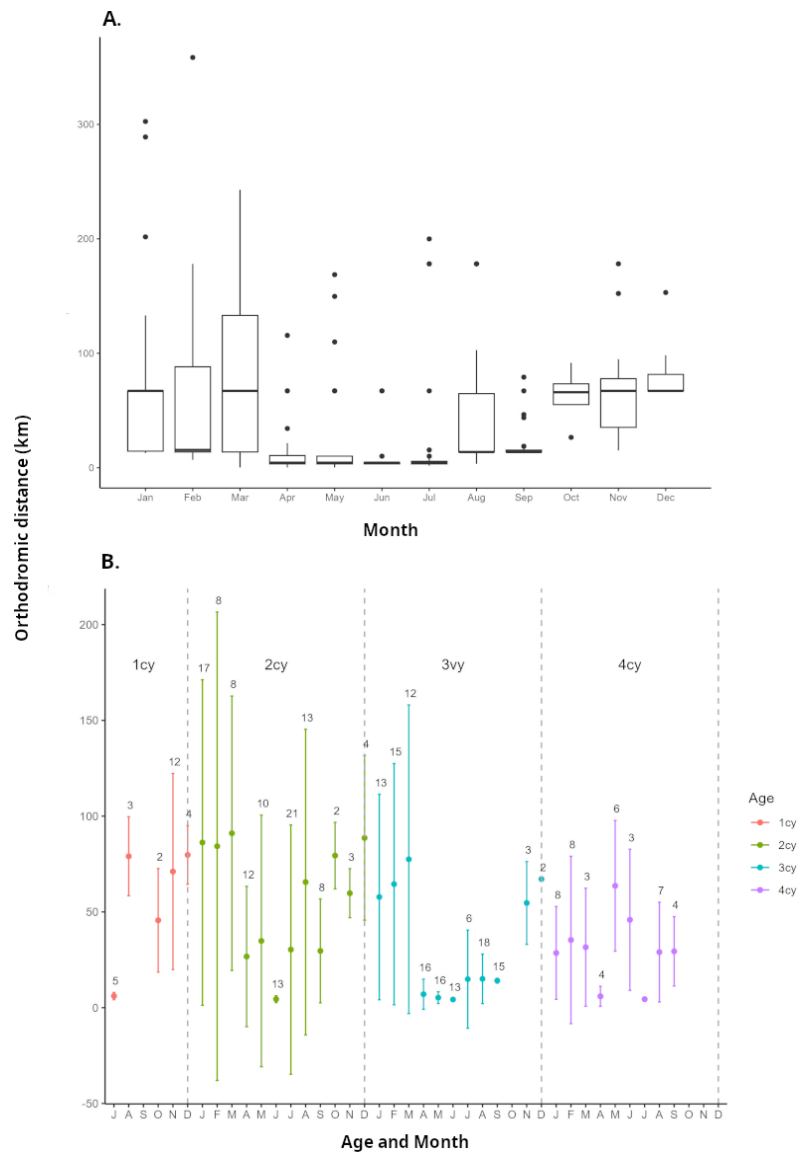 A.
300
200
100
0
Jan Feb Mar Apr May Jun Jul Aug Sep Oct Nov Dec
Month
Orthodromic distance (km)
B.
200
150
100
50
0
-50
1cy 2cy 3vy 4cy
5 3 2 12 4 17 8 8 12 10 13 21 13 8 2 3 4 13 15 12 16 16 13 6 18 15 3 2 8 8 3 4 6 3 7 4
J A S O N D J F M A M J J A S O N D J F M A M J J A S O N D J F M A M J J A S O N D
Age and Month
Age
1cy
2cy
3cy
4cy